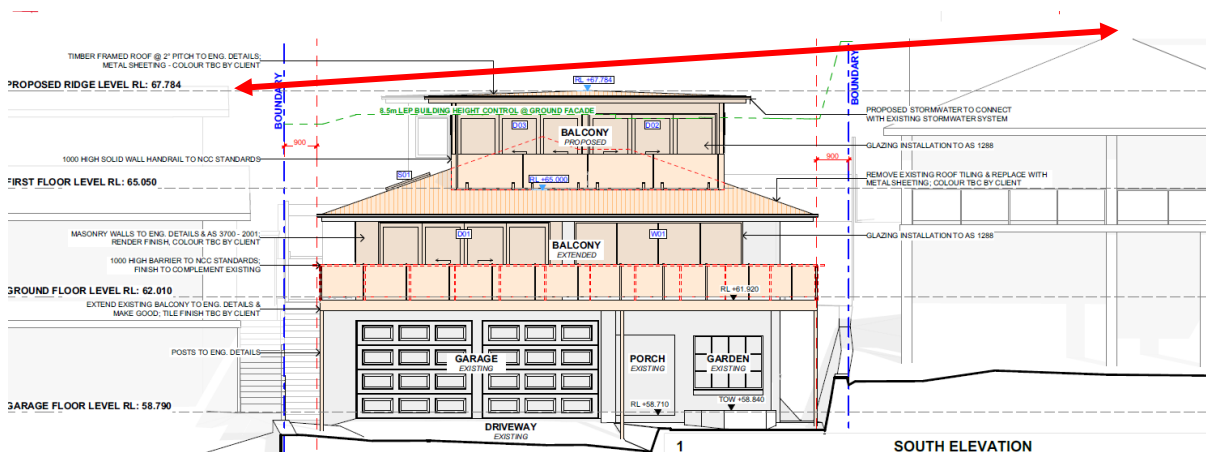 TIMBER FRAMED ROOF @ 2° PITCH TO ENG. DETAILS;
METAL SHEETING - COLOUR TBC BY CLIENT
PROPOSED RIDGE LEVEL RL: 67.784
BOUNDARY
RL +67.784
BOUNDARY
8.5m LEP BUILDING HEIGHT CONTROL @ GROUND FACADE
PROPOSED STORMWATER TO CONNECT
WITH EXISTING STORMWATER SYSTEM
D03
D02
BALCONY
PROPOSED
GLAZING INSTALLATION TO AS 1288
900
900
1000 HIGH SOLID WALL HANDRAIL TO NCC STANDARDS
S01
FIRST FLOOR LEVEL RL: 65.050
RL +65.000
REMOVE EXISTING ROOF TILING & REPLACE WITH
METAL SHEETING; COLOUR TBC BY CLIENT
MASONRY WALLS TO ENG. DETAILS & AS 3700 - 2001;
RENDER FINISH, COLOUR TBC BY CLIENT
D01
W01
BALCONY
EXTENDED
GLAZING INSTALLATION TO AS 1288
1000 HIGH BARRIER TO NCC STANDARDS;
FINISH TO COMPLEMENT EXISTING
GROUND FLOOR LEVEL RL: 62.010
RL +61.920
EXTEND EXISTING BALCONY TO ENG. DETAILS &
MAKE GOOD; TILE FINISH TBC BY CLIENT
POSTS TO ENG. DETAILS
GARAGE
EXISTING
PORCH
EXISTING
GARDEN
EXISTING
GARAGE FLOOR LEVEL RL: 58.790
RL +58.710
TOW +58.840
DRIVEWAY
EXISTING
1
SOUTH ELEVATION